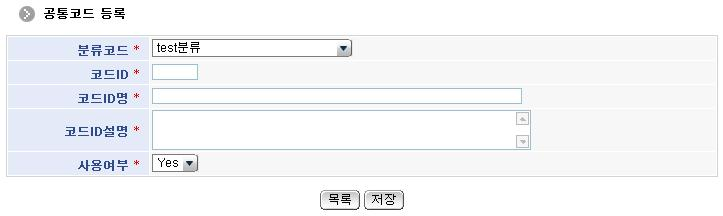 공통코드 등록
분류코드 * test분류
코드ID *
코드ID명 *
코드ID설명 *
사용여부 * Yes
목록 저장